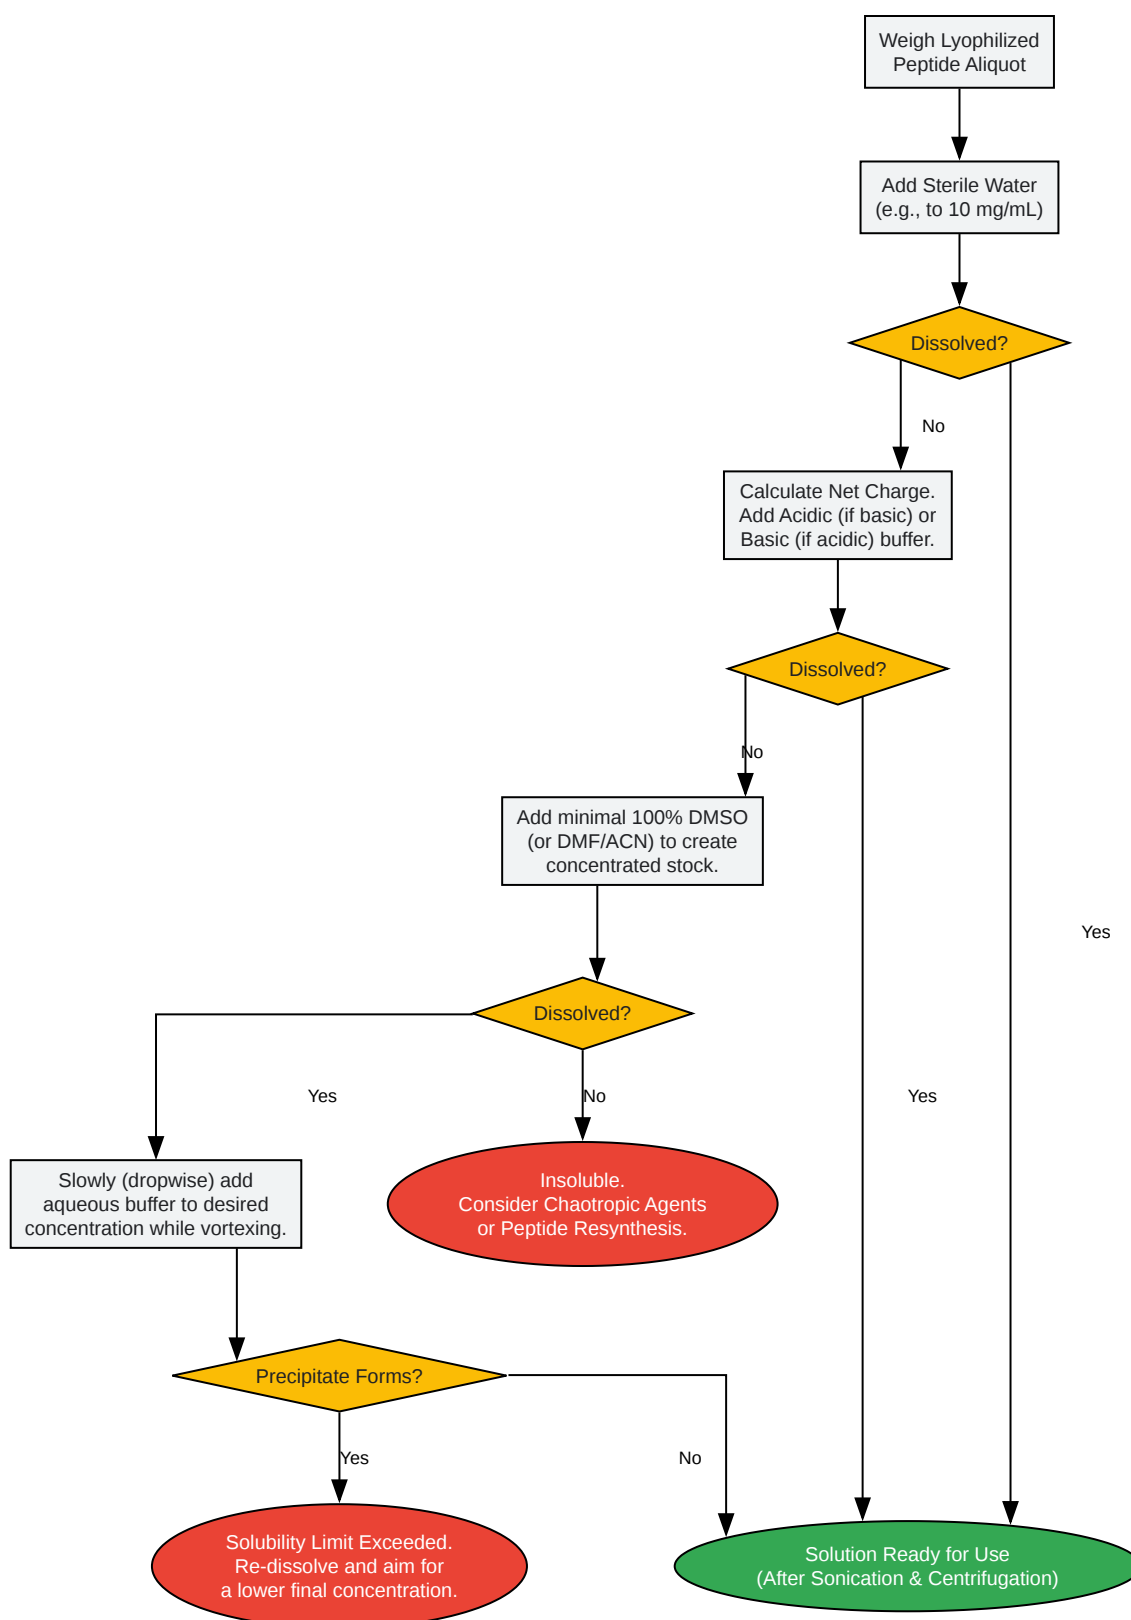 Weigh Lyophilized
Peptide Aliquot
Add Sterile Water
(e.g., to 10 mg/mL)
Dissolved?
No
Calculate Net Charge.
Add Acidic (if basic) or
Basic (if acidic) buffer.
Dissolved?
No
Add minimal 100% DMSO
(or DMF/ACN) to create
concentrated stock.
Yes
Dissolved?
Yes
No
Yes
Slowly (dropwise) add
aqueous buffer to desired
concentration while vortexing.
Insoluble.
Consider Chaotropic Agents
or Peptide Resynthesis.
Precipitate Forms?
Yes
No
Solubility Limit Exceeded.
Re-dissolve and aim for
a lower final concentration.
Solution Ready for Use
(After Sonication & Centrifugation)